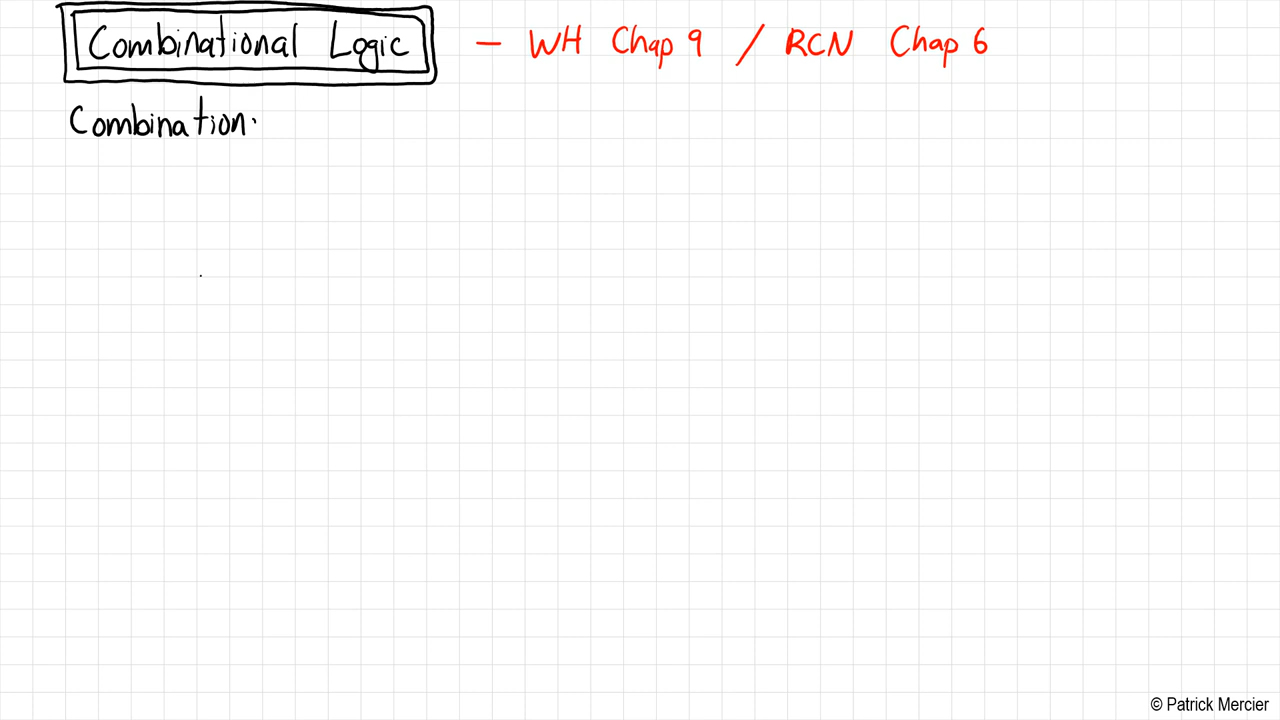 Combinational Logic - WH Chap 9 / RCN Chap 6
Combination
© Patrick Mercier